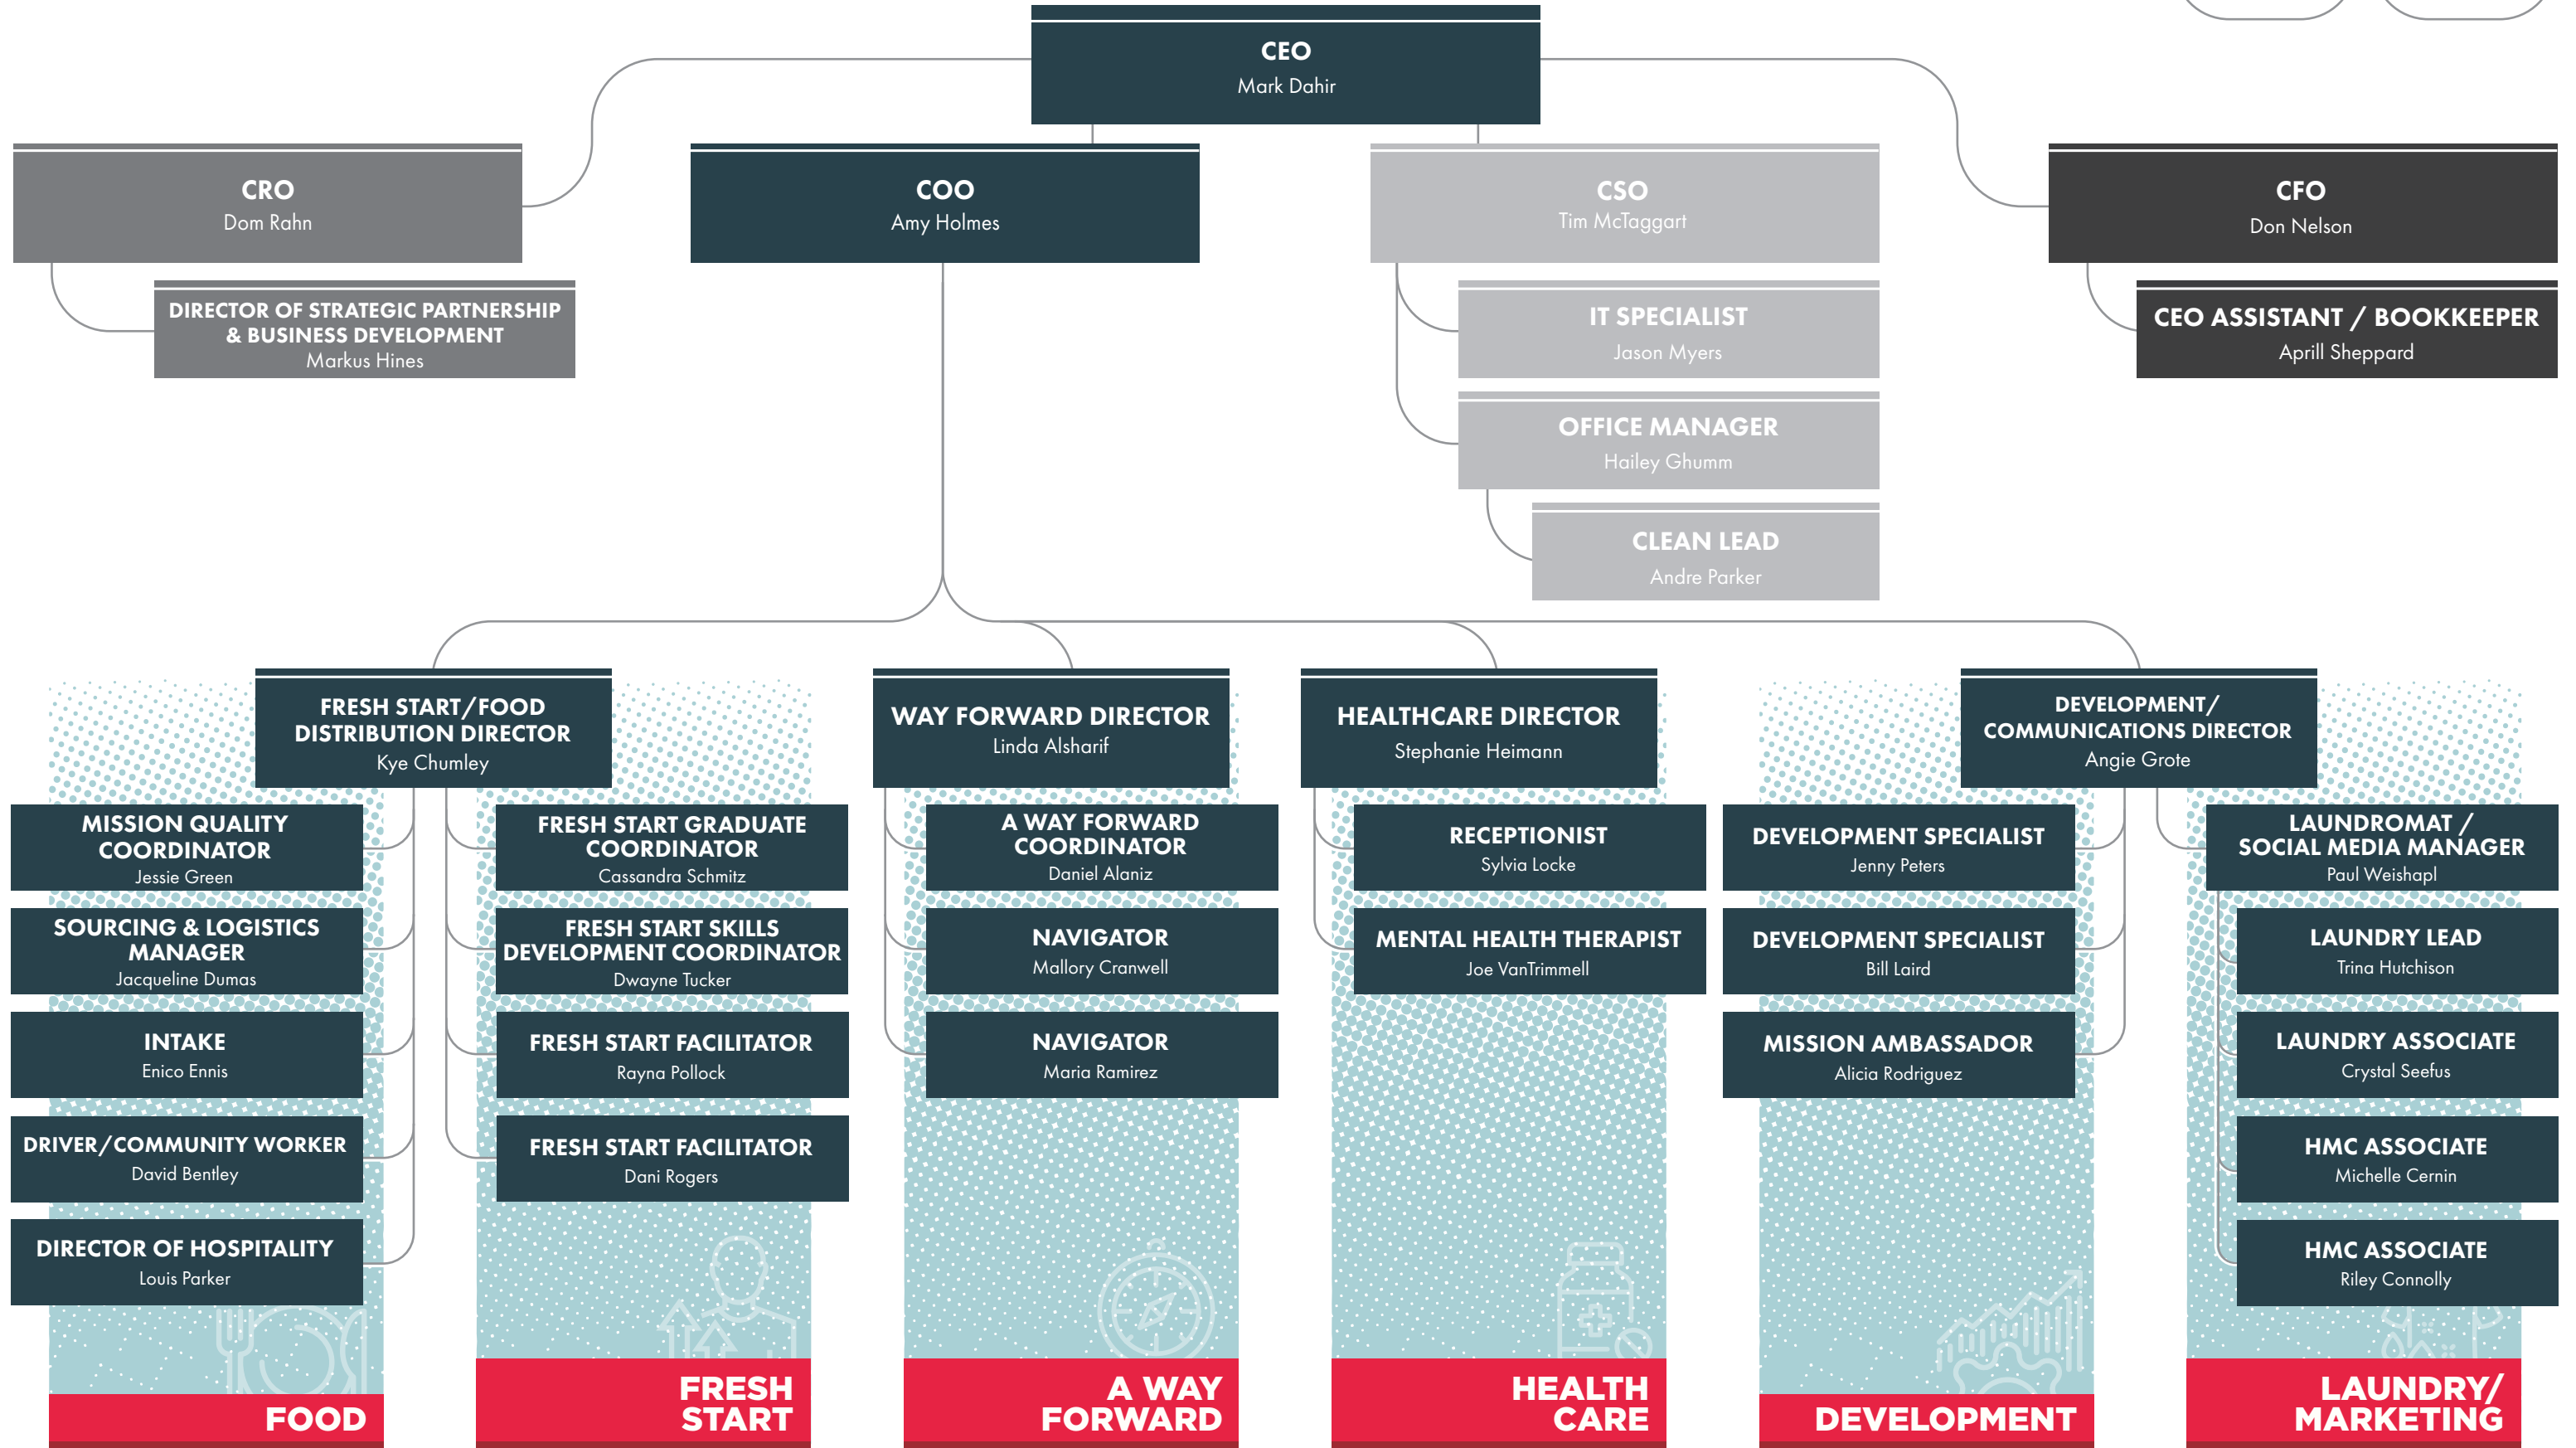 CEO
Mark Dahir
CRO
Dom Rahn
COO
Amy Holmes
CSO
Tim McTaggart
CFO
Don Nelson
DIRECTOR OF STRATEGIC PARTNERSHIP
& BUSINESS DEVELOPMENT
Markus Hines
IT SPECIALIST
Jason Myers
CEO ASSISTANT / BOOKKEEPER
Aprill Sheppard
OFFICE MANAGER
Hailey Ghumm
CLEAN LEAD
Andre Parker
FRESH START/FOOD
DISTRIBUTION DIRECTOR
Kye Chumley
WAY FORWARD DIRECTOR
Linda Alsharif
HEALTHCARE DIRECTOR
Stephanie Heimann
DEVELOPMENT/
COMMUNICATIONS DIRECTOR
Angie Grote
MISSION QUALITY
COORDINATOR
Jessie Green
SOURCING & LOGISTICS
MANAGER
Jacqueline Dumas
INTAKE
Enico Ennis
DRIVER/COMMUNITY WORKER
David Bentley
DIRECTOR OF HOSPITALITY
Louis Parker
FOOD
FRESH START GRADUATE
COORDINATOR
Cassandra Schmitz
FRESH START SKILLS
DEVELOPMENT COORDINATOR
Dwayne Tucker
FRESH START FACILITATOR
Rayna Pollock
FRESH START FACILITATOR
Dani Rogers
FRESH
START
A WAY FORWARD
COORDINATOR
Daniel Alaniz
NAVIGATOR
Mallory Cranwell
NAVIGATOR
Maria Ramirez
A WAY
FORWARD
RECEPTIONIST
Sylvia Locke
MENTAL HEALTH THERAPIST
Joe VanTrimmell
HEALTH
CARE
DEVELOPMENT SPECIALIST
Jenny Peters
DEVELOPMENT SPECIALIST
Bill Laird
MISSION AMBASSADOR
Alicia Rodriguez
DEVELOPMENT
LAUNDROMAT /
SOCIAL MEDIA MANAGER
Paul Weishapl
LAUNDRY LEAD
Trina Hutchison
LAUNDRY ASSOCIATE
Crystal Seefus
HMC ASSOCIATE
Michelle Cernin
HMC ASSOCIATE
Riley Connolly
LAUNDRY/
MARKETING